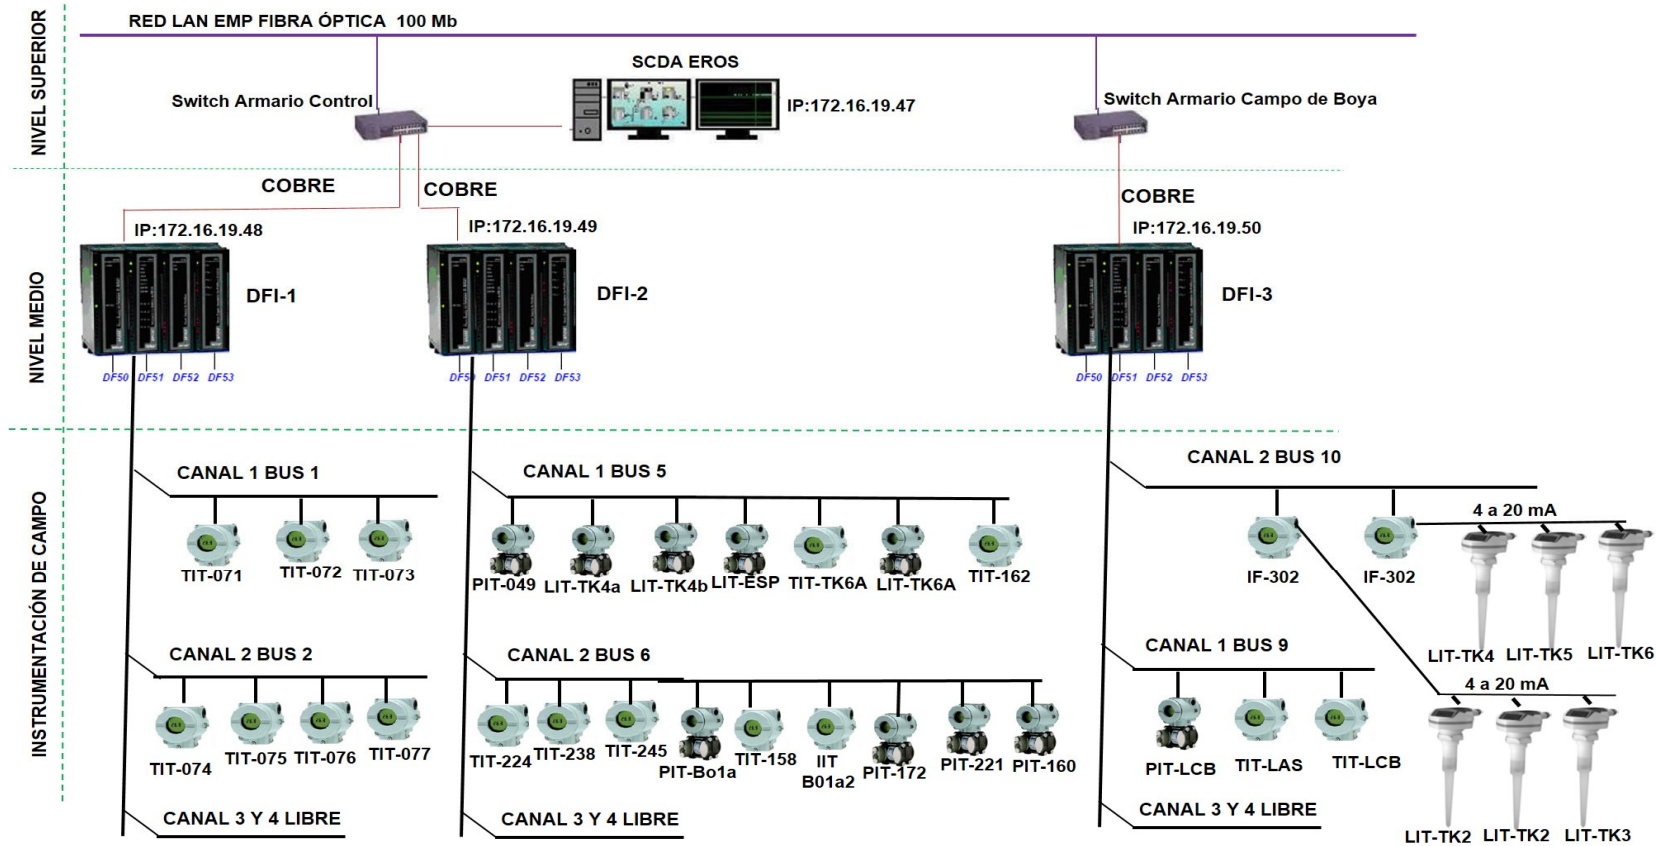 NIVEL SUPERIOR
RED LAN EMP FIBRA ÓPTICA 100 Mb
SCDA EROS
Switch Armario Control
IP:172.16.19.47
Switch Armario Campo de Boya
COBRE
COBRE
COBRE
NIVEL MEDIO
IP:172.16.19.48
IP:172.16.19.49
IP:172.16.19.50
DFI-1
DFI-2
DFI-3
DF50 DF51 DF52 DF53
DF50 DF51 DF52 DF53
DF50 DF51 DF52 DF53
INSTRUMENTACIÓN DE CAMPO
CANAL 1 BUS 1
TIT-071 TIT-072 TIT-073
CANAL 2 BUS 2
TIT-074 TIT-075 TIT-076 TIT-077
CANAL 3 Y 4 LIBRE
CANAL 1 BUS 5
PIT-049 LIT-TK4a LIT-TK4b LIT-ESP TIT-TK6A LIT-TK6A TIT-162
CANAL 2 BUS 6
TIT-224 TIT-238 TIT-245 PIT-Bo1a TIT-158 IIT B01a2 PIT-172 PIT-221 PIT-160
CANAL 3 Y 4 LIBRE
CANAL 2 BUS 10
IF-302 IF-302
4 a 20 mA
LIT-TK4 LIT-TK5 LIT-TK6
CANAL 1 BUS 9
PIT-LCB TIT-LAS TIT-LCB
4 a 20 mA
LIT-TK2 LIT-TK2 LIT-TK3
CANAL 3 Y 4 LIBRE